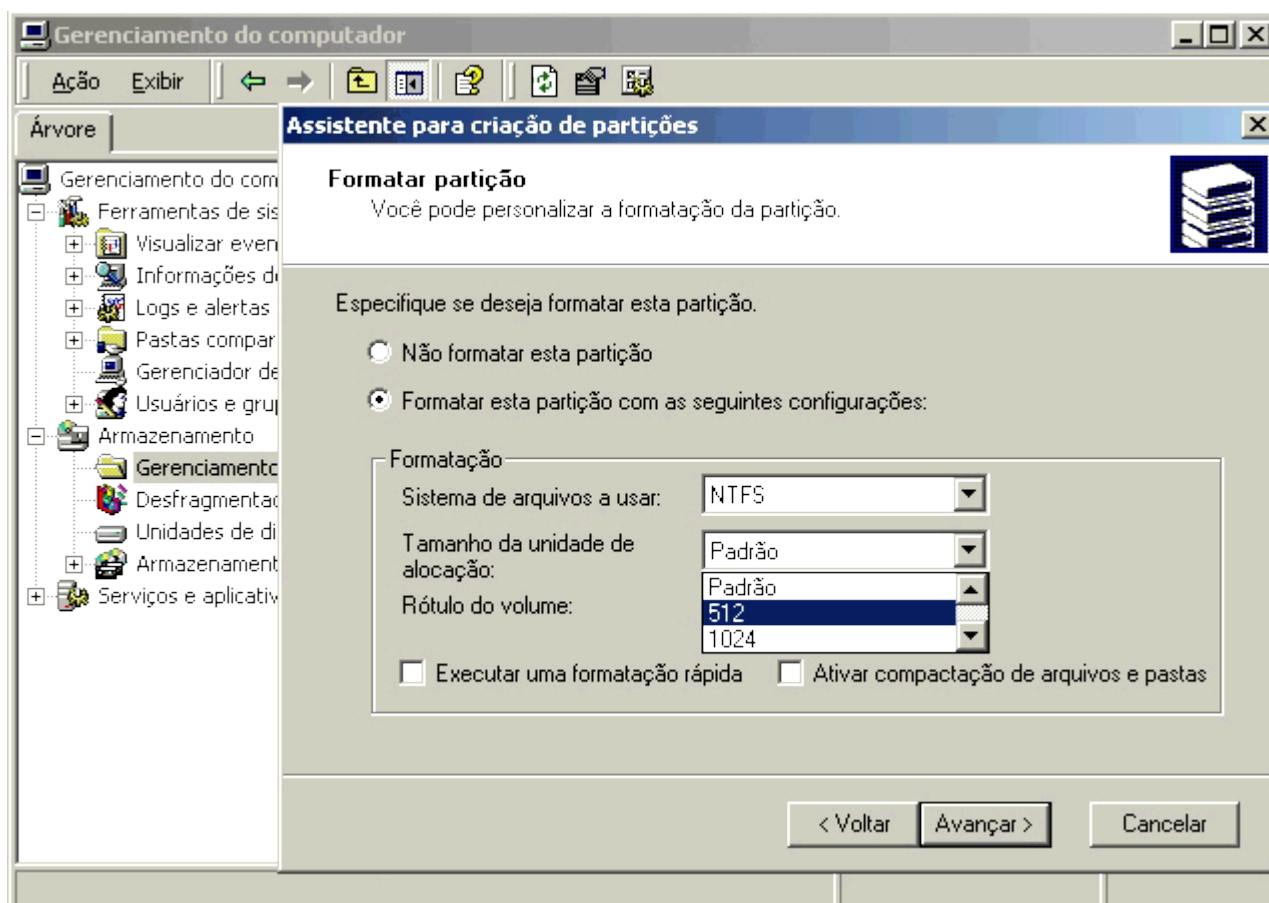 Gerenciamento do computador
Ação Exibir
Árvore
Gerenciamento do com
Ferramentas de sis
Visualizar even
Informações d
Logs e alertas
Pastas compar
Gerenciador de
Usuários e gru
Armazenamento
Gerenciamento
Desfragmentaç
Unidades de di
Armazenament
Serviços e aplicativ
Assistente para criação de partições
Formatar partição
Você pode personalizar a formatação da partição.
Especifique se deseja formatar esta partição.
Não formatar esta partição
Formatar esta partição com as seguintes configurações:
Formatação
Sistema de arquivos a usar: NTFS
Tamanho da unidade de
alocação: Padrão
Padrão
Rótulo do volume: 512
1024
Executar uma formatação rápida Ativar compactação de arquivos e pastas
< Voltar Avançar > Cancelar